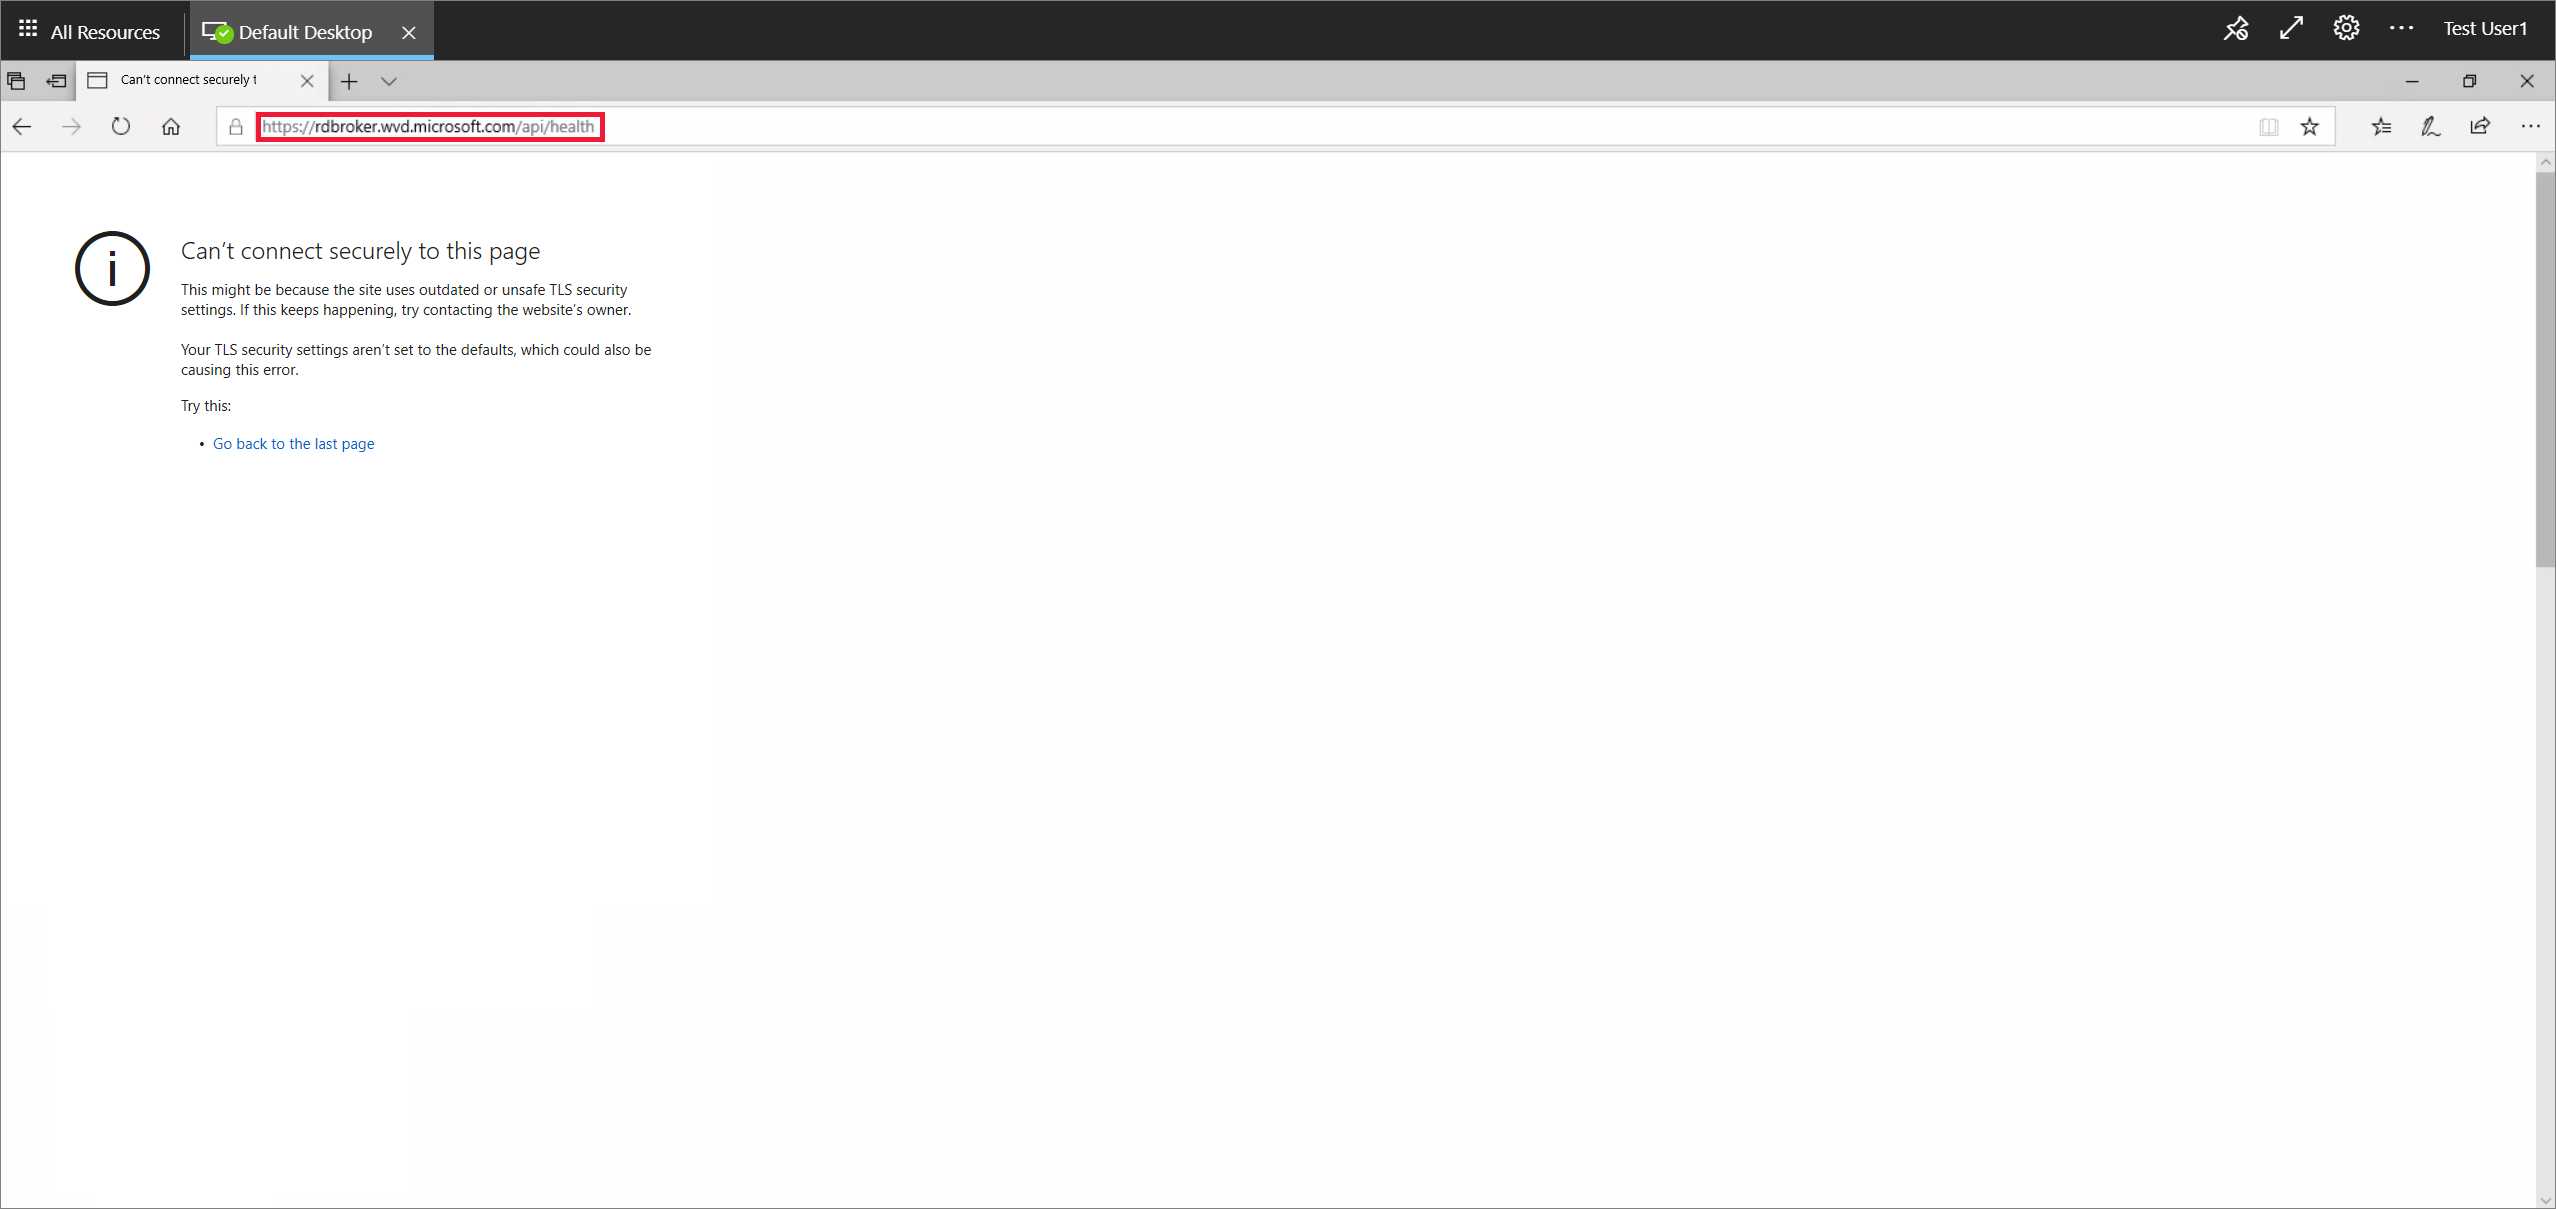 All Resources
Default Desktop
Test User1
Can't connect securely t
https://rdbroker.wvd.microsoft.com/api/health
Can't connect securely to this page
This might be because the site uses outdated or unsafe TLS security
settings. If this keeps happening, try contacting the website's owner.
Your TLS security settings aren't set to the defaults, which could also be
causing this error.
Try this:
• Go back to the last page